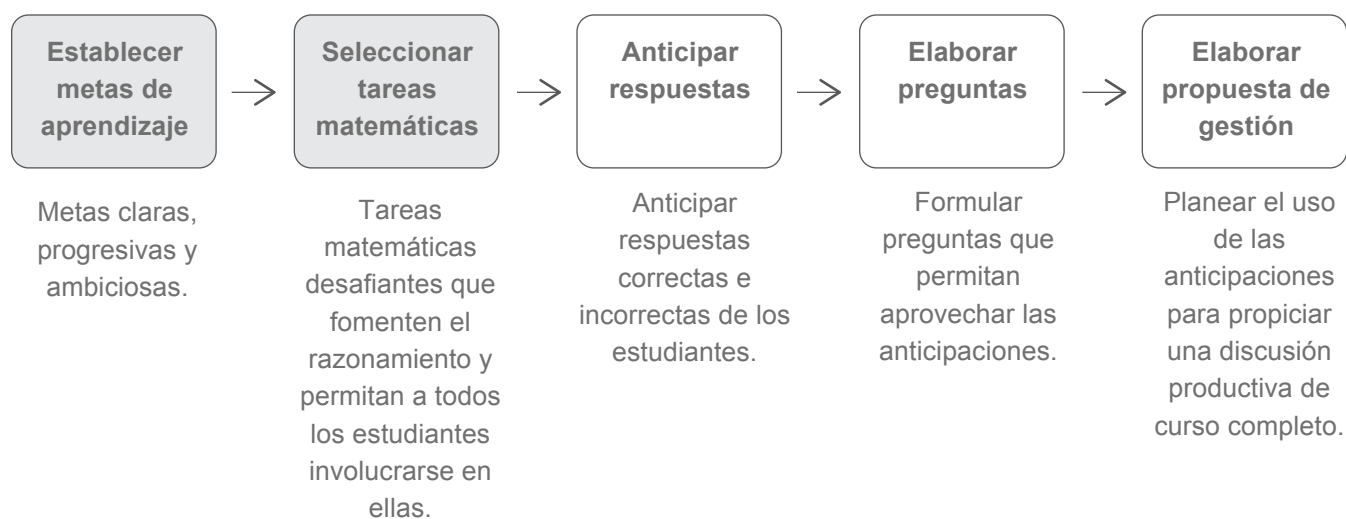 Establecer
metas de
aprendizaje
Seleccionar
tareas
matemáticas
Anticipar
respuestas
Elaborar
preguntas
Elaborar
propuesta de
gestión
Metas claras,
progresivas y
ambiciosas.
Tareas
matemáticas
desafiantes que
fomenten el
razonamiento y
permitan a todos
los estudiantes
involucrarse en
ellas.
Anticipar
respuestas
correctas e
incorrectas de los
estudiantes.
Formular
preguntas que
permitan
aprovechar las
anticipaciones.
Planear el uso
de las
anticipaciones
para propiciar
una discusión
productiva de
curso completo.